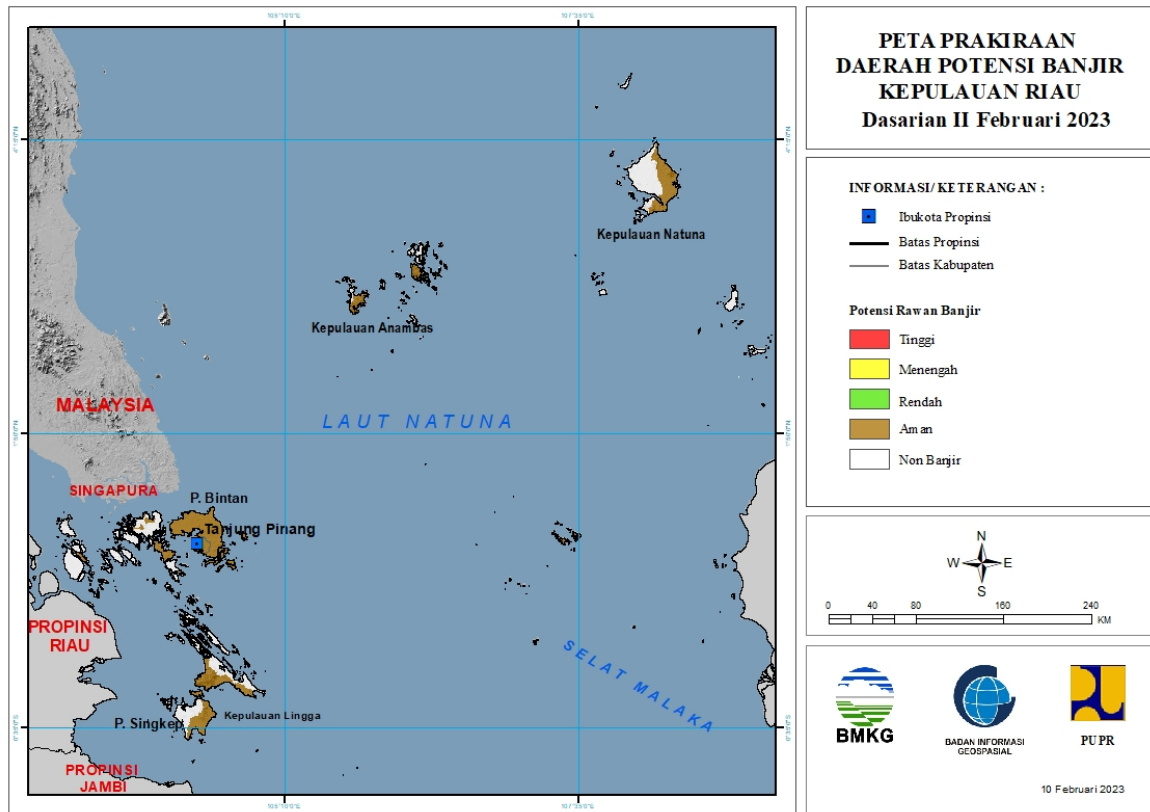 PETA PRAKIRAAN
DAERAH POTENSI BANJIR
KEPULAUAN RIAU
Dasarian II Februari 2023
INFORMASI/ KETERANGAN :
Ibukota Propinsi
Batas Propinsi
Batas Kabupaten
Potensi Rawan Banjir
Tinggi
Menengah
Rendah
Aman
Non Banjir
N
W E
S
0 40 80 160 240
KM
BMKG
BADAN INFORMASI
GEOSPASIAL
PUPR
10 Februari 2023
Kepulauan Natuna
Kepulauan Anambas
MALAYSIA
LAUT NATUNA
SINGAPURA
P. Bintan
Tanjung Pinang
PROPINSI
RIAU
SELAT MALAKA
P. Singkep
Kepulauan Lingga
PROPINSI
JAMBI